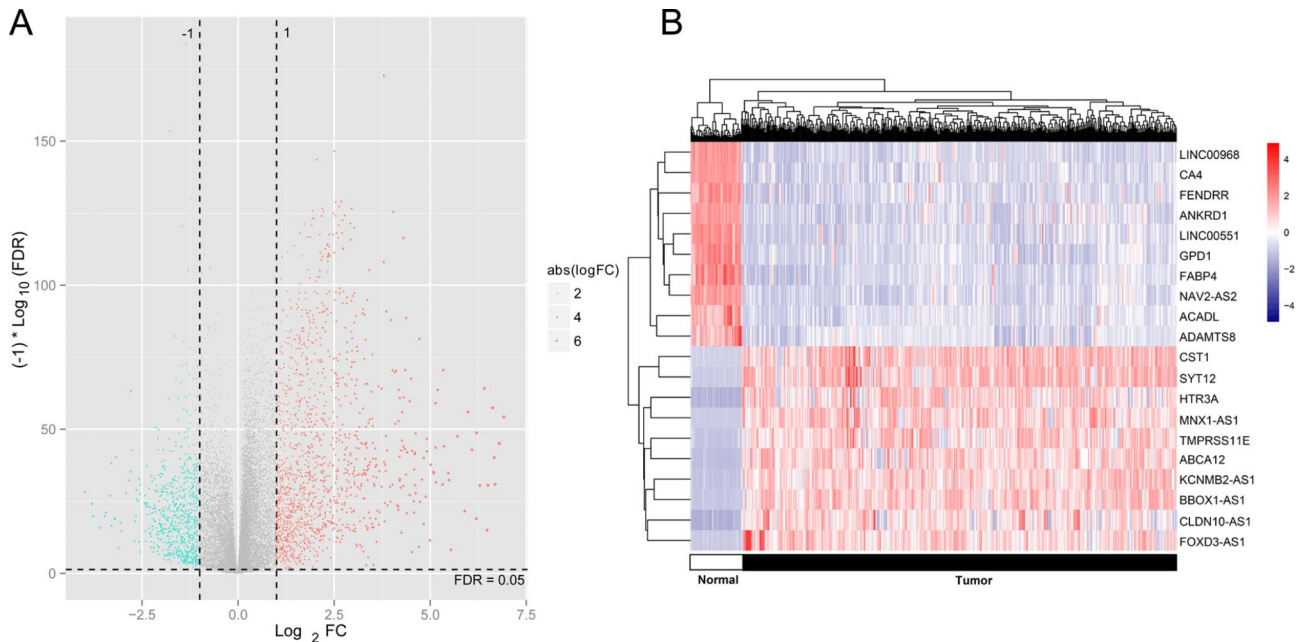 A
-1
1
150
100
50
0
(-1) * Log 10 (FDR)
FDR = 0.05
−2.5
0.0
2.5
5.0
7.5
Log 2 FC
abs(logFC)
2
4
6
B
LINC00968
CA4
FENDRR
ANKRD1
LINC00551
GPD1
FABP4
NAV2-AS2
ACADL
ADAMTS8
CST1
SYT12
HTR3A
MNX1-AS1
TMPRSS11E
ABCA12
KCNMB2-AS1
BBOX1-AS1
CLDN10-AS1
FOXD3-AS1
Normal
Tumor
4
2
0
-2
-4